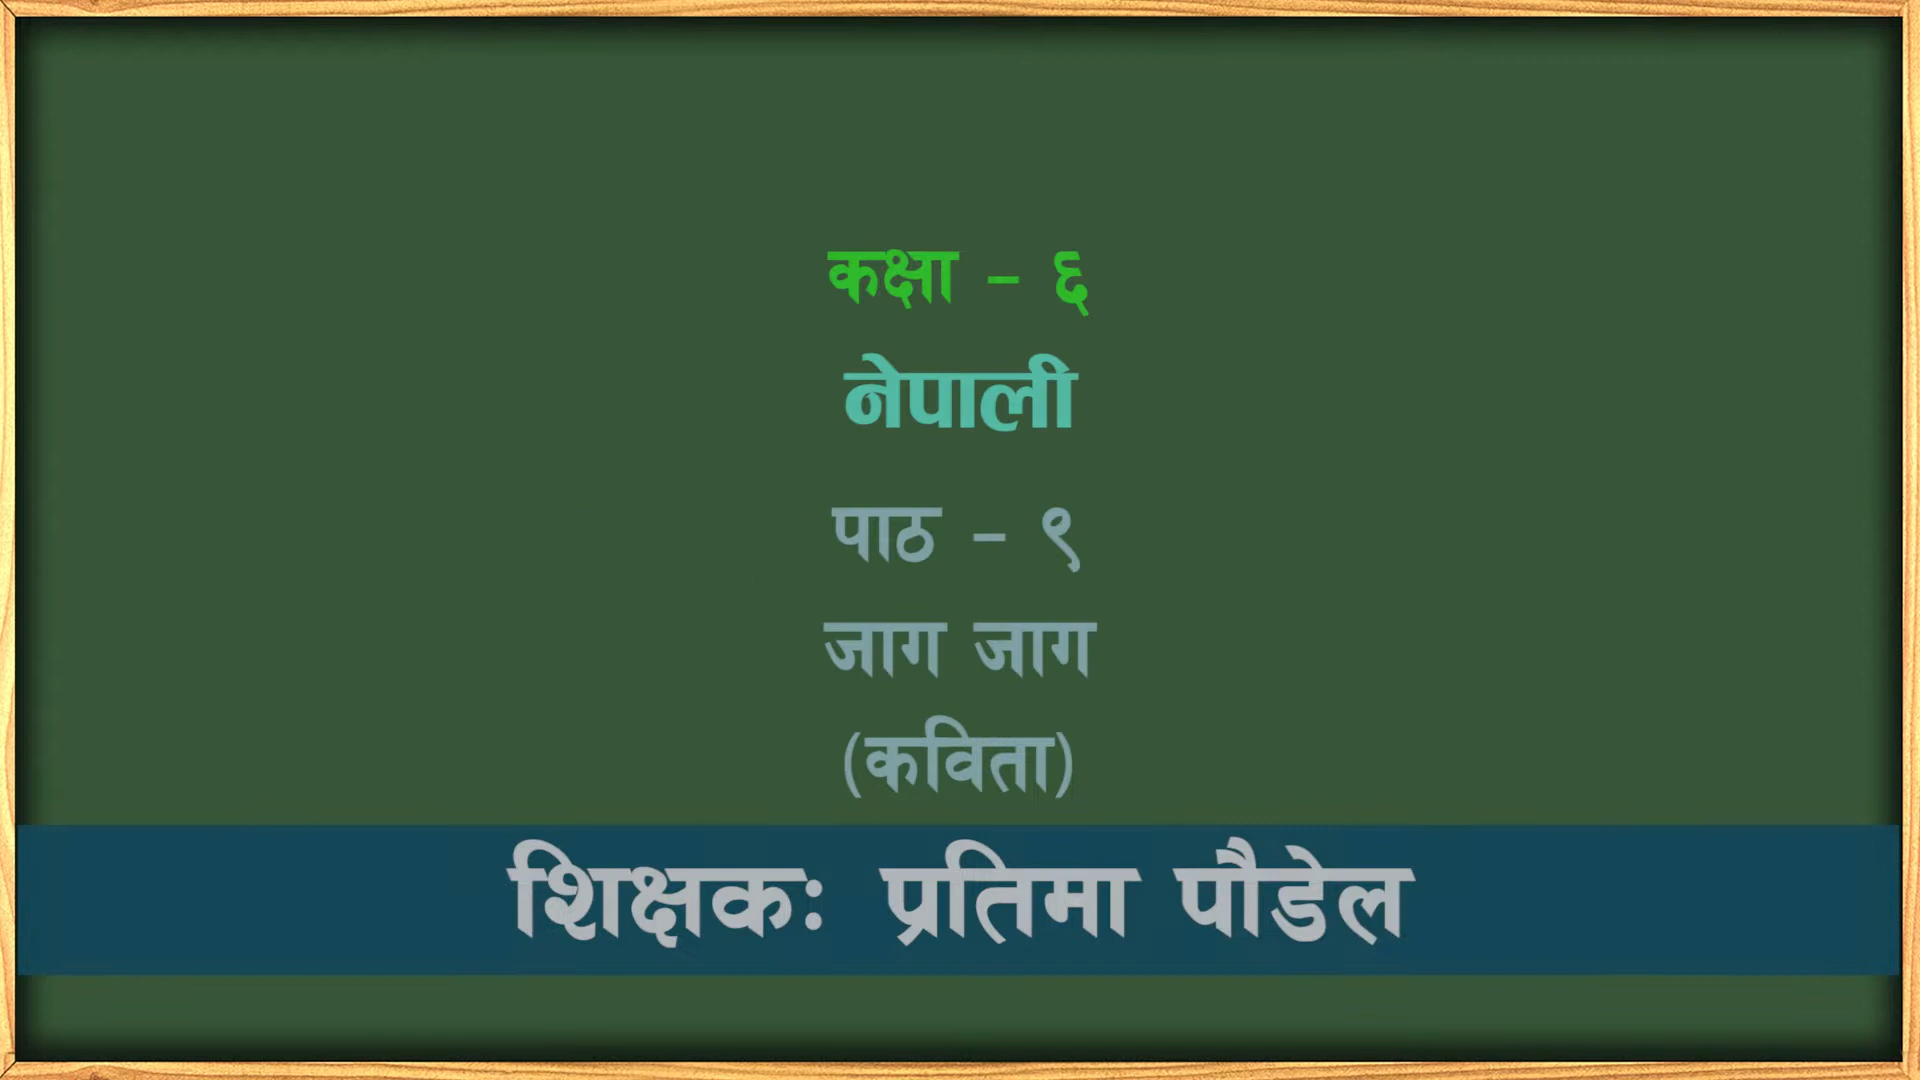 कक्षा - ६
नेपाली
पाठ - ९
जाग जाग
(कविता)
शिक्षकः प्रतिमा पौडेल